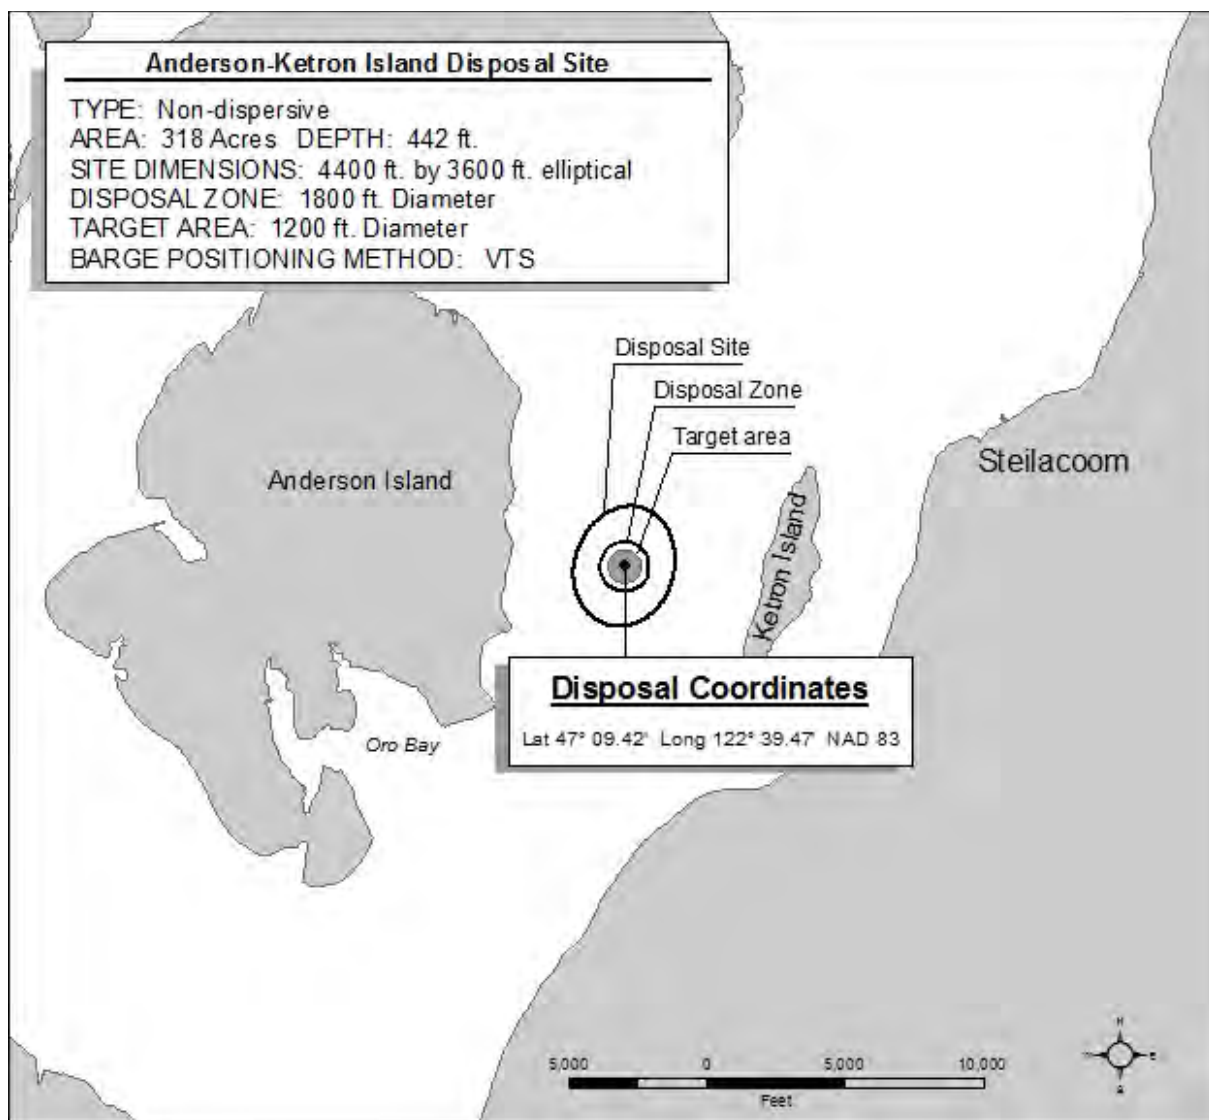 Anderson-Ketron Island Disposal Site
TYPE: Non-dispersive
AREA: 318 Acres DEPTH: 442 ft.
SITE DIMENSIONS: 4400 ft. by 3600 ft. elliptical
DISPOSAL ZONE: 1800 ft. Diameter
TARGET AREA: 1200 ft. Diameter
BARGE POSITIONING METHOD: VTS
Disposal Site
Disposal Zone
Target area
Steilacoom
Anderson Island
Ketron Island
Disposal Coordinates
Lat 47° 09.42' Long 122° 39.47' NAD 83
Oro Bay
5,000 0 5,000 10,000
Feet